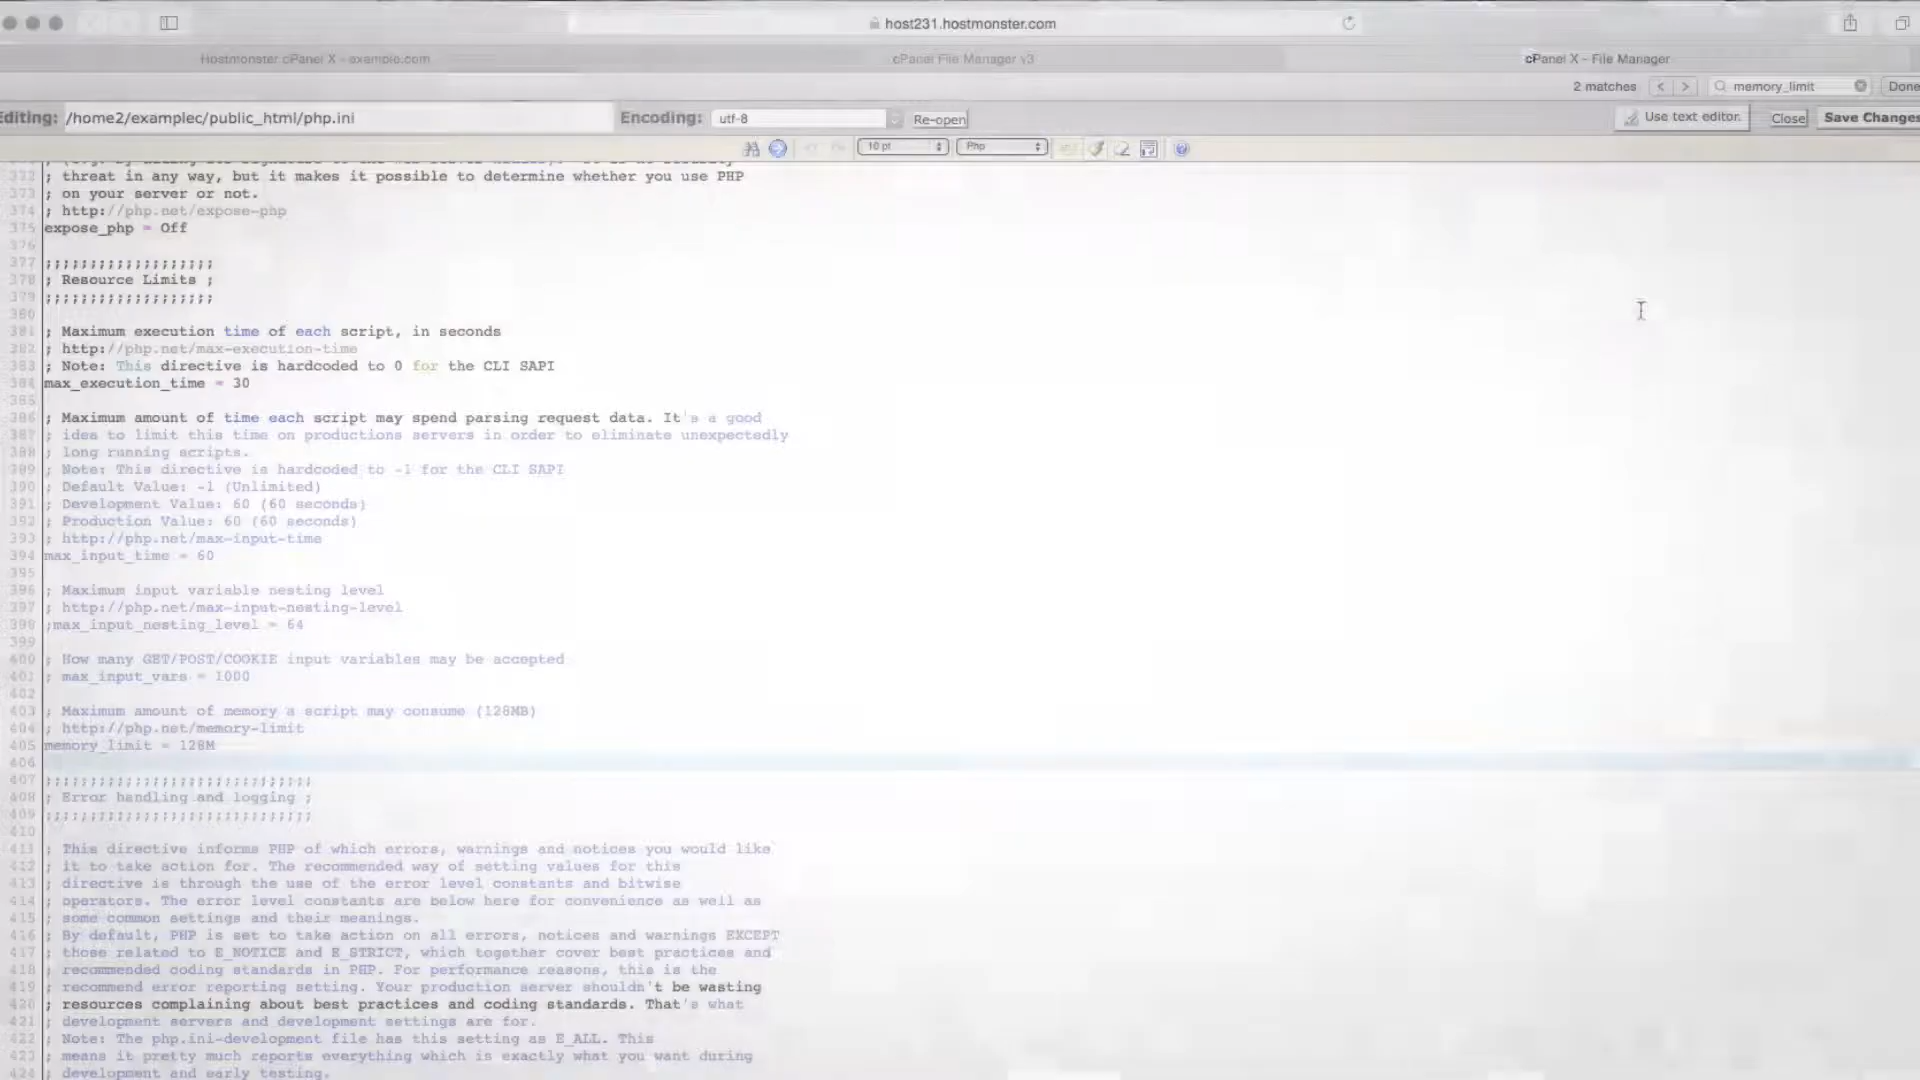 host231.hostmonster.com
Hostmonster cPanel X - example.com
cPanel File Manager v3
cPanel X - File Manager
2 matches
memory_limit
Done
Editing: /home2/examplec/public_html/php.ini
Encoding: utf-8
Re-open
Use text editor.
Close
Save Changes
10 pt
Php
372 ; threat in any way, but it makes it possible to determine whether you use PHP
373 ; on your server or not.
374 ; http://php.net/expose-php
375 expose_php = Off
376
377 ;;;;;;;;;;;;;;;;;;;
378 ; Resource Limits ;
379 ;;;;;;;;;;;;;;;;;;;
380
381 ; Maximum execution time of each script, in seconds
382 ; http://php.net/max-execution-time
383 ; Note: This directive is hardcoded to 0 for the CLI SAPI
384 max_execution_time = 30
385
386 ; Maximum amount of time each script may spend parsing request data. It's a good
387 ; idea to limit this time on productions servers in order to eliminate unexpectedly
388 ; long running scripts.
389 ; Note: This directive is hardcoded to -1 for the CLI SAPI
390 ; Default Value: -1 (Unlimited)
391 ; Development Value: 60 (60 seconds)
392 ; Production Value: 60 (60 seconds)
393 ; http://php.net/max-input-time
394 max_input_time = 60
395
396 ; Maximum input variable nesting level
397 ; http://php.net/max-input-nesting-level
398 ;max_input_nesting_level = 64
399
400 ; How many GET/POST/COOKIE input variables may be accepted
401 ; max_input_vars = 1000
402
403 ; Maximum amount of memory a script may consume (128MB)
404 ; http://php.net/memory-limit
405 memory_limit = 128M
406
407 ;;;;;;;;;;;;;;;;;;;;;;;;;;;;;;
408 ; Error handling and logging ;
409 ;;;;;;;;;;;;;;;;;;;;;;;;;;;;;;
410
411 ; This directive informs PHP of which errors, warnings and notices you would like
412 ; it to take action for. The recommended way of setting values for this
413 ; directive is through the use of the error level constants and bitwise
414 ; operators. The error level constants are below here for convenience as well as
415 ; some common settings and their meanings.
416 ; By default, PHP is set to take action on all errors, notices and warnings EXCEPT
417 ; those related to E_NOTICE and E_STRICT, which together cover best practices and
418 ; recommended coding standards in PHP. For performance reasons, this is the
419 ; recommend error reporting setting. Your production server shouldn't be wasting
420 ; resources complaining about best practices and coding standards. That's what
421 ; development servers and development settings are for.
422 ; Note: The php.ini-development file has this setting as E_ALL. This
423 ; means it pretty much reports everything which is exactly what you want during
424 ; development and early testing.